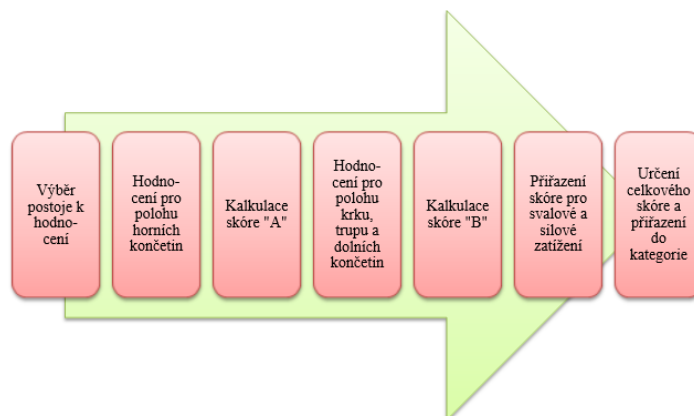 Výběr
postoje k
hodno-
cení
Hodno-
cení pro
polohu
horních
končetin
Kalkulace
skóre "A"
Hodno-
cení pro
polohu
krku,
trupu a
dolních
končetin
Kalkulace
skóre "B"
Přiřazení
skóre pro
svalové a
silové
zatížení
Určení
celkového
skóre a
přiřazení
do
kategorie